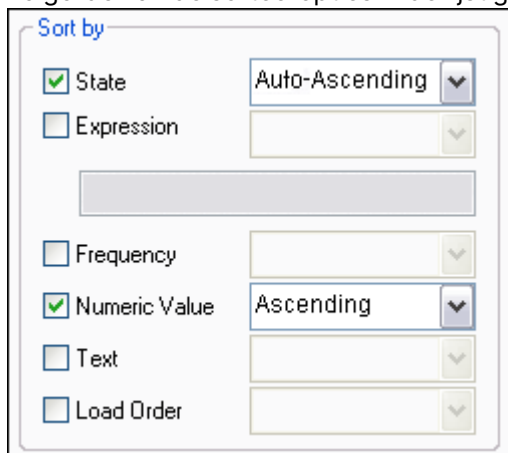 Sort by
State Auto-Ascending
Expression
Frequency
Numeric Value Ascending
Text
Load Order